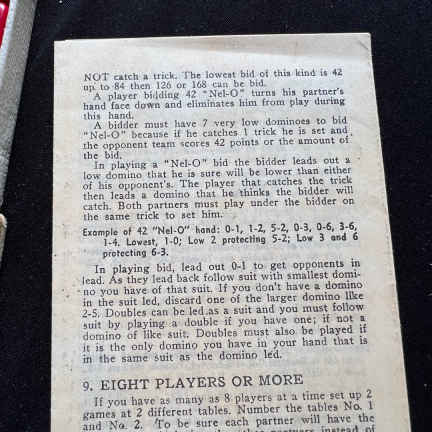 NOT catch a trick. The lowest bid of this kind is 42
up to 84 then 126 or 168 can be bid.
A player bidding 42 "Nel-O" turns his partner's
hand face down and eliminates him from play during
this hand.
A bidder must have 7 very low dominoes to bid
"Nel-O" because if he catches 1 trick he is set and
the opponent team scores 42 points or the amount of
the bid.
In playing a "Nel-O" bid the bidder leads out a
low domino that he is sure will be lower than either
of his opponent's. The player that catches the trick
then leads a domino that he thinks the bidder will
catch. Both partners must play under the bidder on
the same trick to set him.
Example of 42 "Nel-O" hand: 0-1, 1-2, 5-2, 0-3, 0-6, 3-6,
1-4. Lowest, 1-0; Low 2 protecting 5-2; Low 3 and 6
protecting 6-3.
In playing bid, lead out 0-1 to get opponents in
lead. As they lead back follow suit with smallest domi-
no you have of that suit. If you don't have a domino
in the suit led, discard one of the larger domino like
2-5. Doubles can be led as a suit and you must follow
suit by playing a double if you have one; if not a
domino of like suit. Doubles must also be played if
it is the only domino you have in your hand that is
in the same suit as the domino led.
9. EIGHT PLAYERS OR MORE
If you have as many as 8 players at a time set up 2
games at 2 different tables. Number the tables No. 1
and No. 2. To be sure each partner will have the
partners instead of